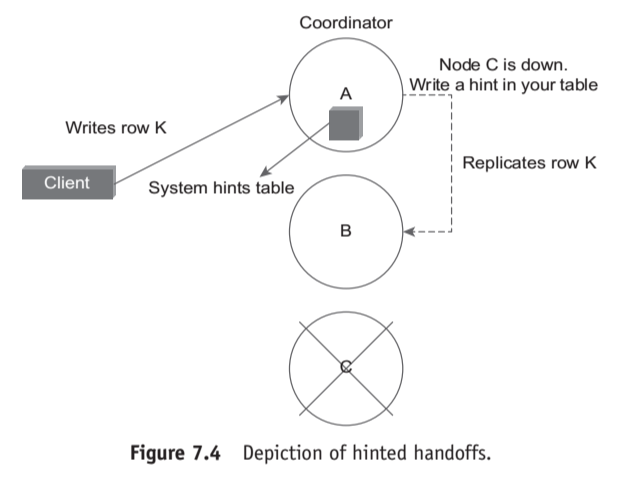 Coordinator
Node C is down.
Write a hint in your table
A
Writes row K
Replicates row K
Client
System hints table
B
C
Figure 7.4 Depiction of hinted handoffs.